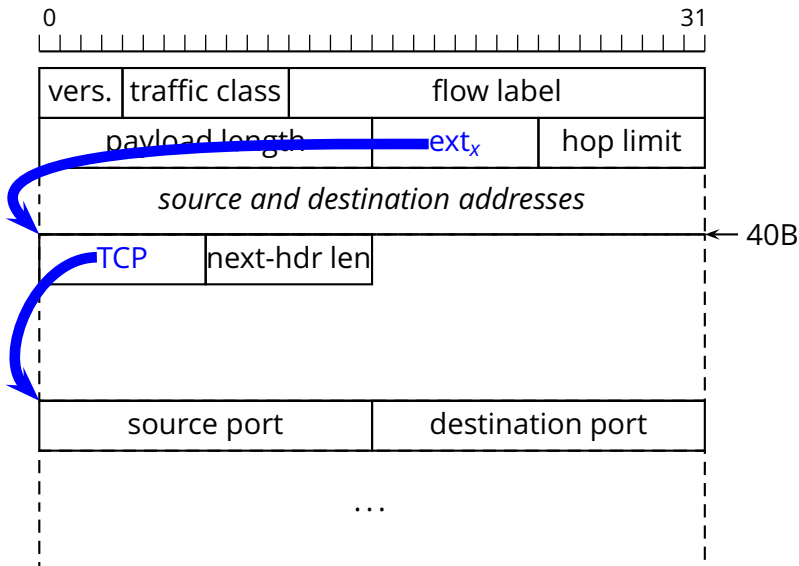 0 31
vers. traffic class flow label
payload length extₓ hop limit
source and destination addresses
40B
TCP next-hdr len
source port destination port
...